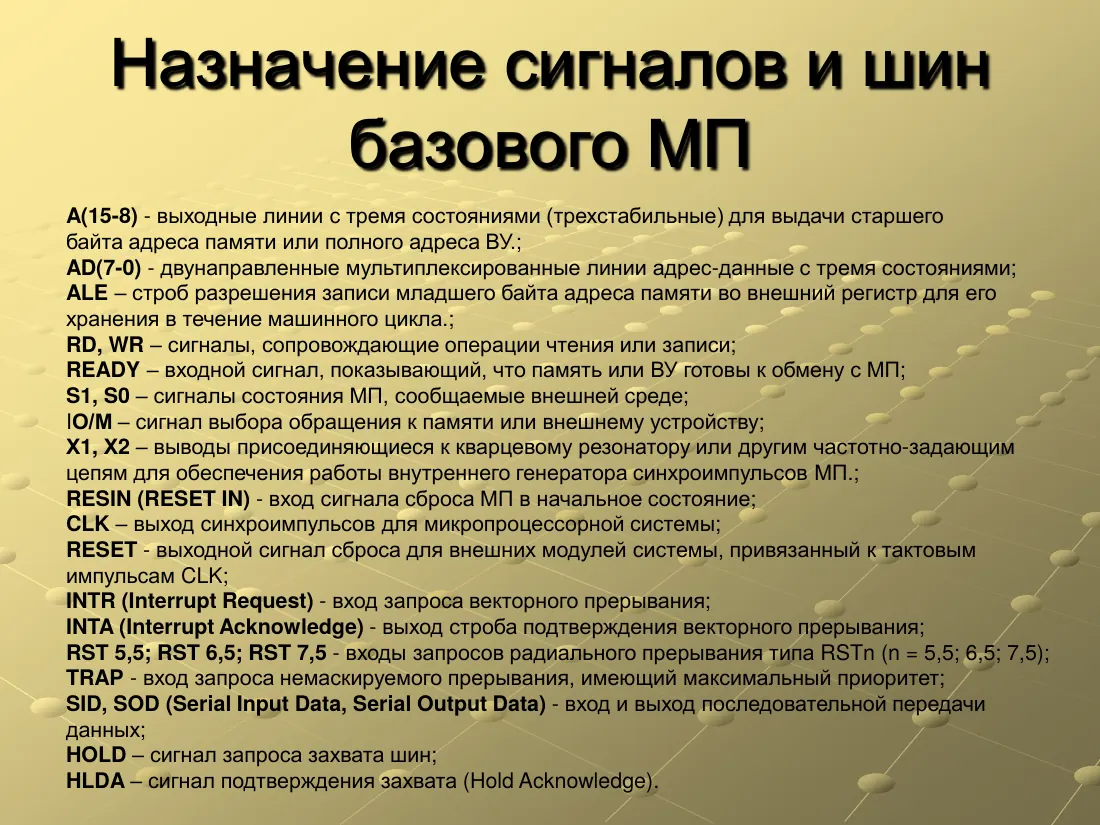 Назначение сигналов и шин
базового МП
A(15-8) - выходные линии с тремя состояниями (трехстабильные) для выдачи старшего
байта адреса памяти или полного адреса ВУ.;
AD(7-0) - двунаправленные мультиплексированные линии адрес-данные с тремя состояниями;
ALE – строб разрешения записи младшего байта адреса памяти во внешний регистр для его
хранения в течение машинного цикла.;
RD, WR – сигналы, сопровождающие операции чтения или записи;
READY – входной сигнал, показывающий, что память или ВУ готовы к обмену с МП;
S1, S0 – сигналы состояния МП, сообщаемые внешней среде;
IO/M – сигнал выбора обращения к памяти или внешнему устройству;
X1, X2 – выводы присоединяющиеся к кварцевому резонатору или другим частотно-задающим
цепям для обеспечения работы внутреннего генератора синхроимпульсов МП.;
RESIN (RESET IN) - вход сигнала сброса МП в начальное состояние;
CLK – выход синхроимпульсов для микропроцессорной системы;
RESET - выходной сигнал сброса для внешних модулей системы, привязанный к тактовым
импульсам CLK;
INTR (Interrupt Request) - вход запроса векторного прерывания;
INTA (Interrupt Acknowledge) - выход строба подтверждения векторного прерывания;
RST 5,5; RST 6,5; RST 7,5 - входы запросов радиального прерывания типа RSTn (n = 5,5; 6,5; 7,5);
TRAP - вход запроса немаскируемого прерывания, имеющий максимальный приоритет;
SID, SOD (Serial Input Data, Serial Output Data) - вход и выход последовательной передачи
данных;
HOLD – сигнал запроса захвата шин;
HLDA – сигнал подтверждения захвата (Hold Acknowledge).